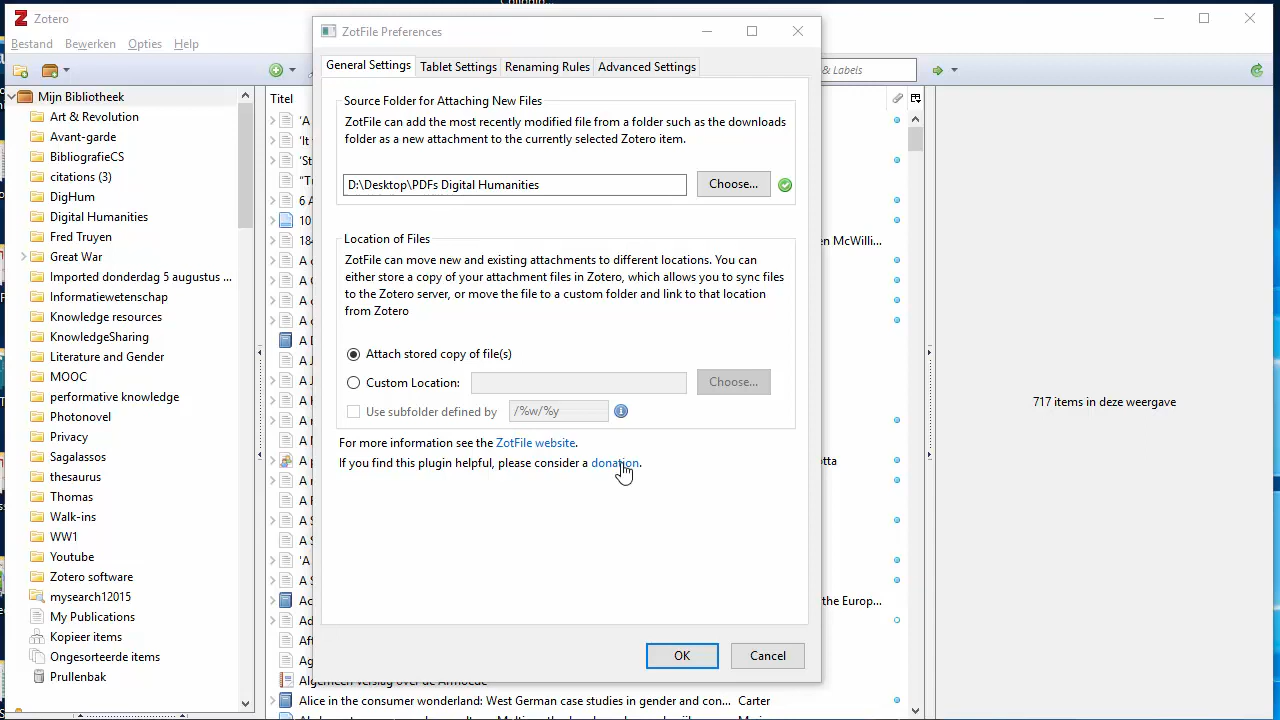 Zotero
Bestand Bewerken Opties Help
ZotFile Preferences
General Settings Tablet Settings Renaming Rules Advanced Settings
& Labels
Mijn Bibliotheek
Art & Revolution
Avant-garde
BibliografieCS
citations (3)
DigHum
Digital Humanities
Fred Truyen
Great War
Imported donderdag 5 augustus ...
Informatiewetenschap
Knowledge resources
KnowledgeSharing
Literature and Gender
MOOC
performative knowledge
Photonovel
Privacy
Sagalassos
thesaurus
Thomas
Walk-ins
WW1
Youtube
Zotero software
mysearch12015
My Publications
Kopieer items
Ongesorteerde items
Prullenbak
Titel
Source Folder for Attaching New Files
ZotFile can add the most recently modified file from a folder such as the downloads
folder as a new attachment to the currently selected Zotero item.
D:\Desktop\PDFs Digital Humanities
Choose...
Location of Files
ZotFile can move new and existing attachments to different locations. You can
either store a copy of your attachment files in Zotero, which allows you to sync files
to the Zotero server, or move the file to a custom folder and link to that location
from Zotero
Attach stored copy of file(s)
Custom Location:
Choose...
Use subfolder defined by /%w/%y
For more information see the ZotFile website.
If you find this plugin helpful, please consider a donation.
OK Cancel
en McWilli...
otta
the Europ...
Alice in the consumer wonderland: West German case studies in gender and con... Carter
717 items in deze weergave